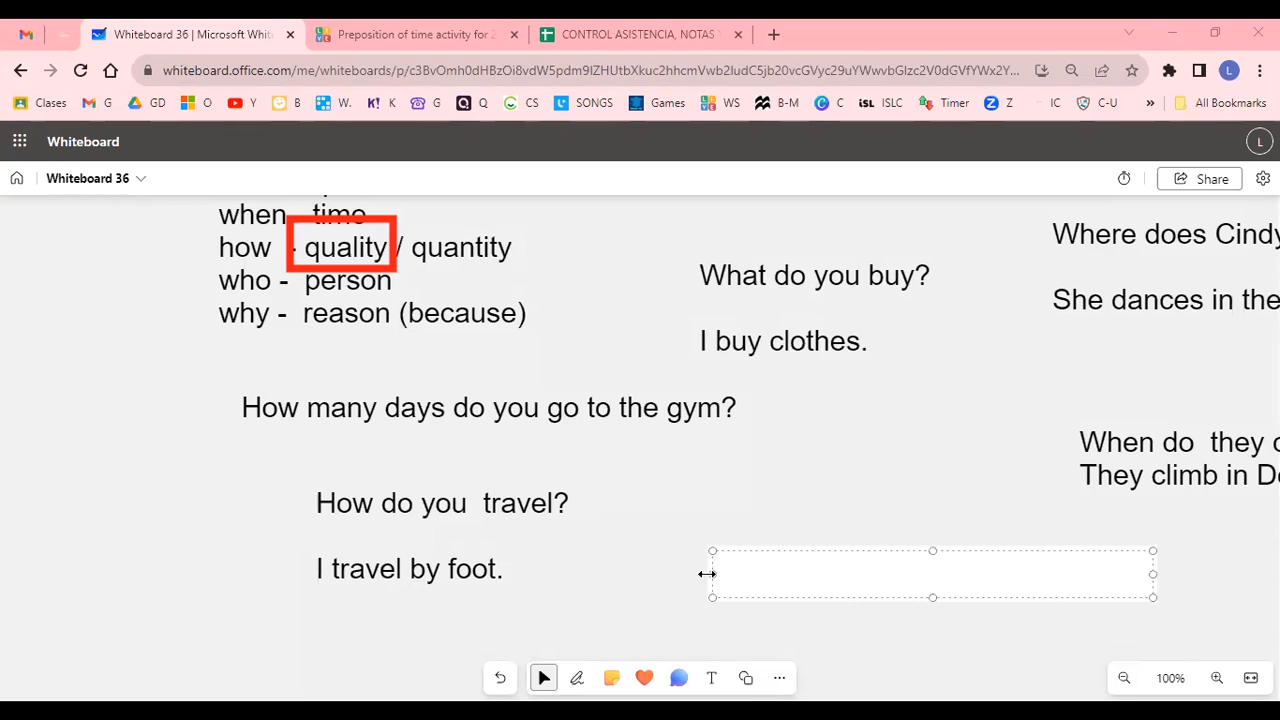 Whiteboard 36 | Microsoft Whit
Preposition of time activity for 2
CONTROL ASISTENCIA, NOTAS
Clases
G
GD
O
Y
B
W.
K
G
Q
CS
SONGS
Games
WS
B-M
C
ISLC
Timer
Z
IC
C-U
»
All Bookmarks
L
Whiteboard
L
Whiteboard 36
Share
when - time
how - quality / quantity
who - person
why - reason (because)
What do you buy?
I buy clothes.
Where does Cindy
She dances in the
How many days do you go to the gym?
When do they c
They climb in De
How do you travel?
I travel by foot.
T
100%